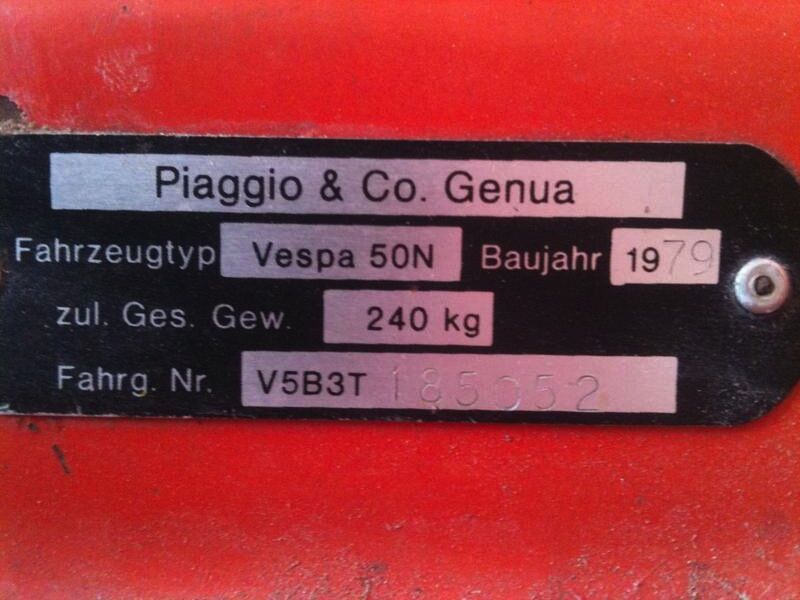 Piaggio & Co. Genua
Fahrzeugtyp Vespa 50N Baujahr 1979
zul. Ges. Gew. 240 kg
Fahrg. Nr. V5B3T 185052